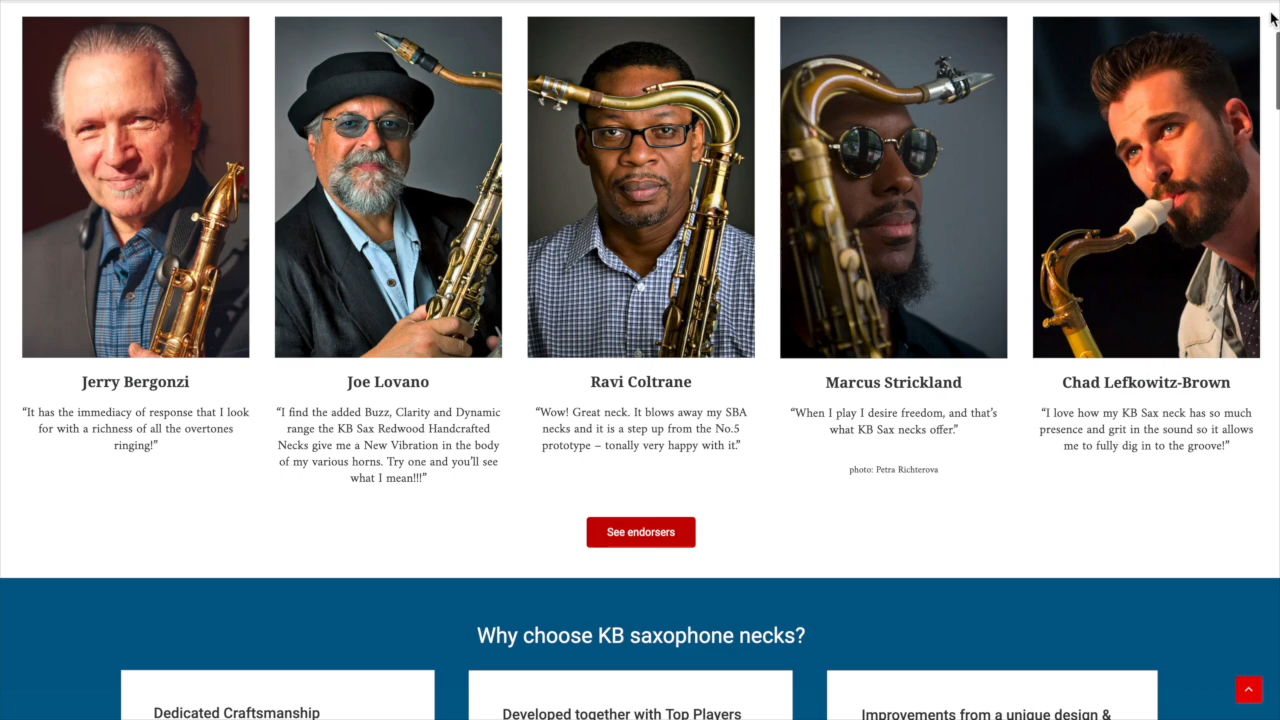 Jerry Bergonzi
“It has the immediacy of response that I look
for with a richness of all the overtones
ringing!”
Joe Lovano
“I find the added Buzz, Clarity and Dynamic
range the KB Sax Redwood Handcrafted
Necks give me a New Vibration in the body
of my various horns. Try one and you’ll see
what I mean!!!”
Ravi Coltrane
“Wow! Great neck. It blows away my SBA
necks and it is a step up from the No.5
prototype – tonally very happy with it.”
Marcus Strickland
“When I play I desire freedom, and that’s
what KB Sax necks offer.”
photo: Petra Richterova
Chad Lefkowitz-Brown
“I love how my KB Sax neck has so much
presence and grit in the sound so it allows
me to fully dig in to the groove!”
See endorsers
Why choose KB saxophone necks?
Dedicated Craftsmanship
Developed together with Top Players
Improvements from a unique design &